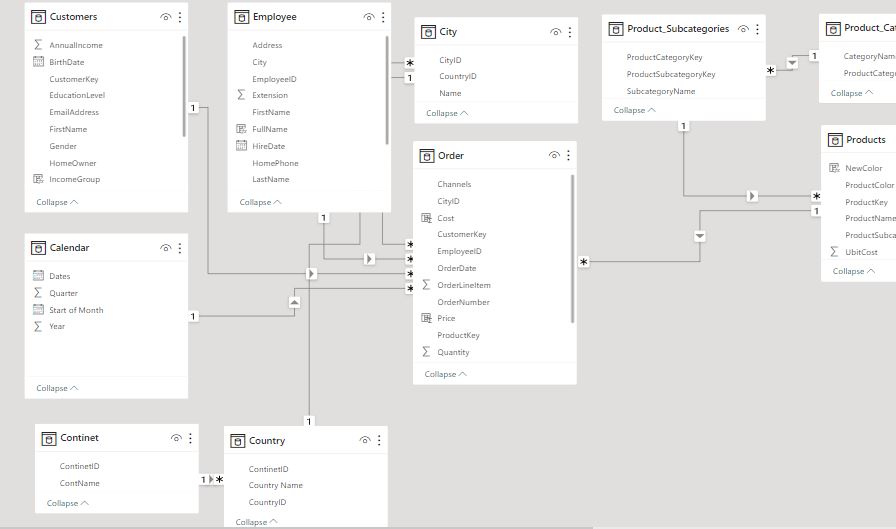 Customers
AnnualIncome
BirthDate
CustomerKey
EducationLevel
EmailAddress
FirstName
Gender
HomeOwner
IncomeGroup
Collapse
Employee
Address
City
EmployeeID
Extension
FirstName
FullName
HireDate
HomePhone
LastName
Collapse
City
CityID
CountryID
Name
Collapse
Product_Subcategories
ProductCategoryKey
ProductSubcategoryKey
SubcategoryName
Collapse
Product_Cat
CategoryNam
ProductCateg
Collapse
Order
Channels
CityID
Cost
CustomerKey
EmployeeID
OrderDate
OrderLineItem
OrderNumber
Price
ProductKey
Quantity
Collapse
Products
NewColor
ProductColor
ProductKey
ProductName
ProductSubca
UbitCost
Collapse
Calendar
Dates
Quarter
Start of Month
Year
Collapse
Continet
ContinetID
ContName
Collapse
Country
ContinetID
Country Name
CountryID
Collapse
1
*
1
1
*
1
1
*
1
*
*
*
*
*
1
1
1
*